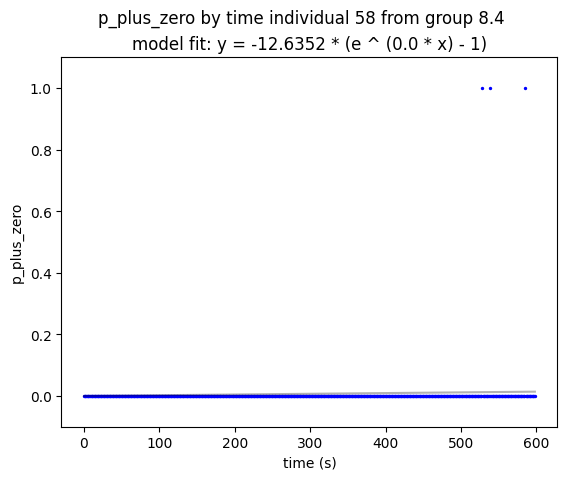 p_plus_zero by time individual 58 from group 8.4
model fit: y = -12.6352 * (e ^ (0.0 * x) - 1)
1.0
0.8
0.6
0.4
0.2
0.0
p_plus_zero
0 100 200 300 400 500 600
time (s)